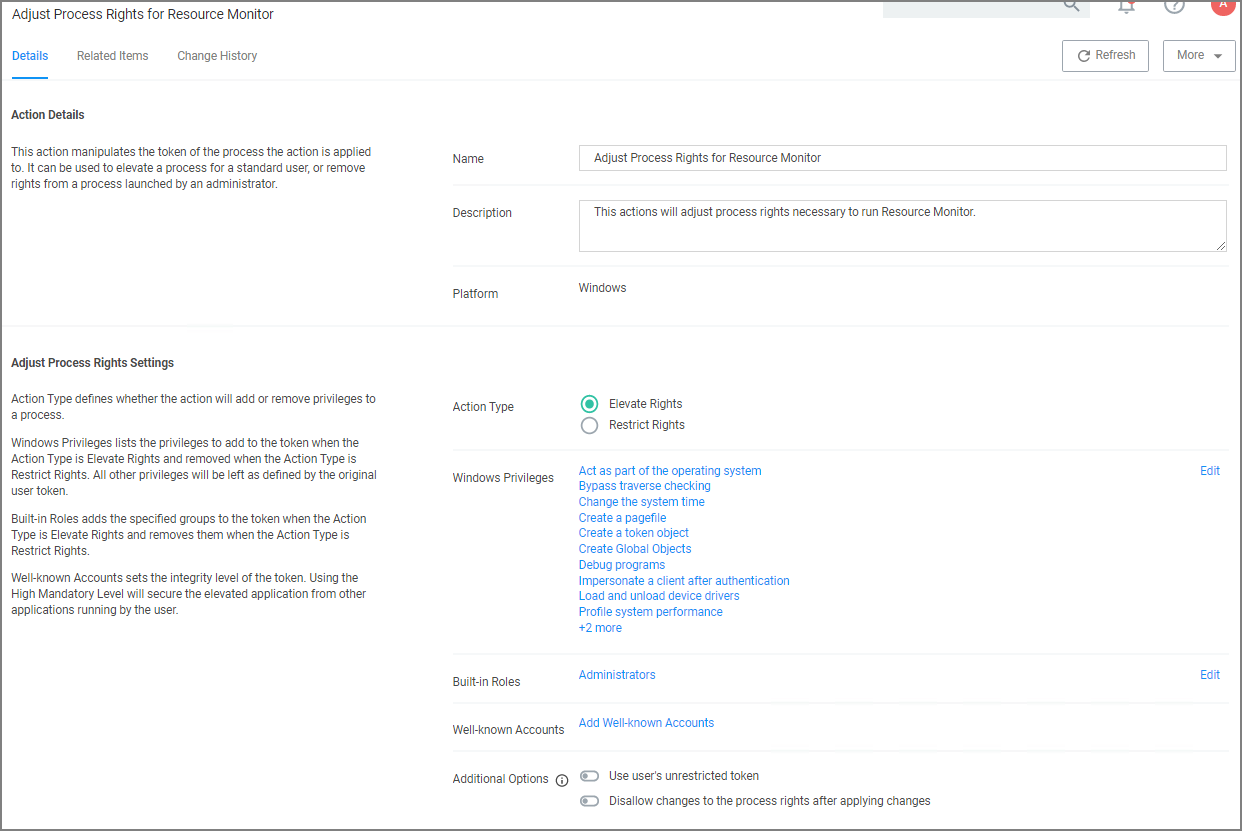 Adjust Process Rights for Resource Monitor
A
Details
Related Items
Change History
Refresh
More
Action Details
This action manipulates the token of the process the action is applied
to. It can be used to elevate a process for a standard user, or remove
rights from a process launched by an administrator.
Name
Adjust Process Rights for Resource Monitor
Description
This actions will adjust process rights necessary to run Resource Monitor.
Platform
Windows
Adjust Process Rights Settings
Action Type defines whether the action will add or remove privileges to
a process.
Windows Privileges lists the privileges to add to the token when the
Action Type is Elevate Rights and removed when the Action Type is
Restrict Rights. All other privileges will be left as defined by the original
user token.
Built-in Roles adds the specified groups to the token when the Action
Type is Elevate Rights and removes them when the Action Type is
Restrict Rights.
Well-known Accounts sets the integrity level of the token. Using the
High Mandatory Level will secure the elevated application from other
applications running by the user.
Action Type
Elevate Rights
Restrict Rights
Windows Privileges
Act as part of the operating system
Bypass traverse checking
Change the system time
Create a pagefile
Create a token object
Create Global Objects
Debug programs
Impersonate a client after authentication
Load and unload device drivers
Profile system performance
+2 more
Edit
Built-in Roles
Administrators
Edit
Well-known Accounts
Add Well-known Accounts
Additional Options
Use user's unrestricted token
Disallow changes to the process rights after applying changes